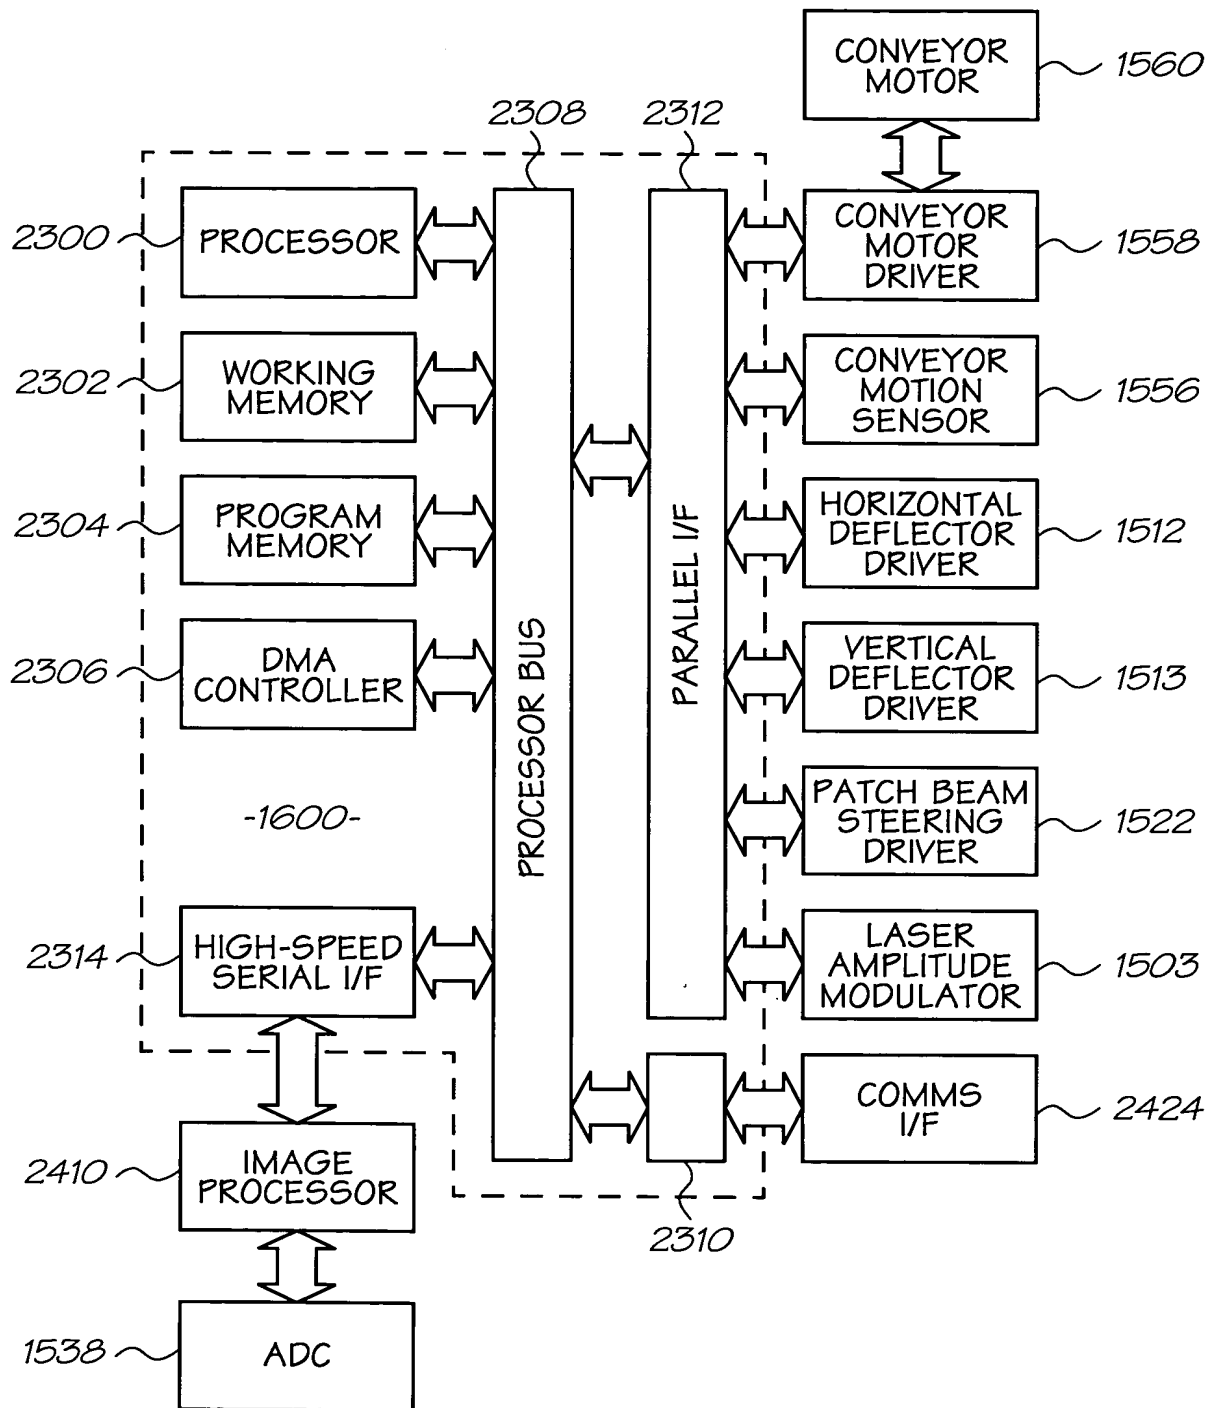 CONVEYOR
MOTOR
1560
2308
2312
2300
PROCESSOR
CONVEYOR
MOTOR
DRIVER
1558
2302
WORKING
MEMORY
CONVEYOR
MOTION
SENSOR
1556
2304
PROGRAM
MEMORY
HORIZONTAL
DEFLECTOR
DRIVER
1512
2306
DMA
CONTROLLER
PROCESSOR BUS
PARALLEL I/F
VERTICAL
DEFLECTOR
DRIVER
1513
-1600-
PATCH BEAM
STEERING
DRIVER
1522
2314
HIGH-SPEED
SERIAL I/F
LASER
AMPLITUDE
MODULATOR
1503
COMMS
I/F
2424
2410
IMAGE
PROCESSOR
2310
1538
ADC